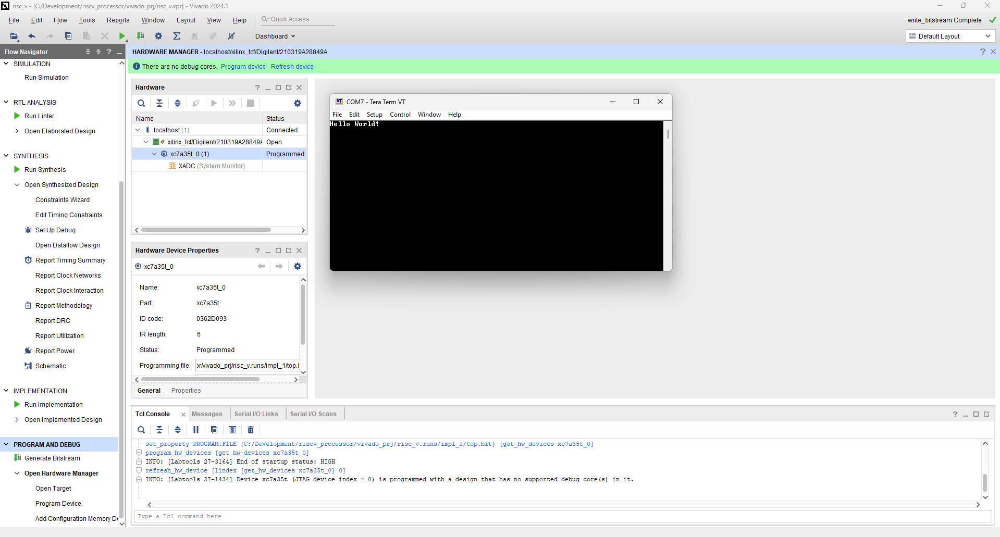 risc_v - [C:/Development/riscv_processor/vivado_prj/risc_v.xpr] - Vivado 2024.1
File Edit Flow Tools Reports Window Layout View Help Quick Access
write_bitstream Complete
Dashboard
Default Layout
Flow Navigator
SIMULATION
Run Simulation
RTL ANALYSIS
Run Linter
Open Elaborated Design
SYNTHESIS
Run Synthesis
Open Synthesized Design
Constraints Wizard
Edit Timing Constraints
Set Up Debug
Open Dataflow Design
Report Timing Summary
Report Clock Networks
Report Clock Interaction
Report Methodology
Report DRC
Report Utilization
Report Power
Schematic
IMPLEMENTATION
Run Implementation
Open Implemented Design
PROGRAM AND DEBUG
Generate Bitstream
Open Hardware Manager
Open Target
Program Device
Add Configuration Memory D
HARDWARE MANAGER - localhost/xilinx_tcf/Digilent/210319A28849A
There are no debug cores. Program device Refresh device
Hardware
Name Status
localhost (1) Connected
xilinx_tcf/Digilent/210319A28849A Open
xc7a35t_0 (1) Programmed
XADC (System Monitor)
Hardware Device Properties
xc7a35t_0
Name: xc7a35t_0
Part: xc7a35t
ID code: 0362D093
IR length: 6
Status: Programmed
Programming file: or/vivado_prj/risc_v.runs/impl_1/top.b
General Properties
COM7 - Tera Term VT
File Edit Setup Control Window Help
Hello World!
Tcl Console Messages Serial I/O Links Serial I/O Scans
set_property PROGRAM.FILE {C:/Development/riscv_processor/vivado_prj/risc_v.runs/impl_1/top.bit} [get_hw_devices xc7a35t_0]
program_hw_devices [get_hw_devices xc7a35t_0]
INFO: [Labtools 27-3164] End of startup status: HIGH
refresh_hw_device [lindex [get_hw_devices xc7a35t_0] 0]
INFO: [Labtools 27-1434] Device xc7a35t (JTAG device index = 0) is programmed with a design that has no supported debug core(s) in it.
Type a Tcl command here